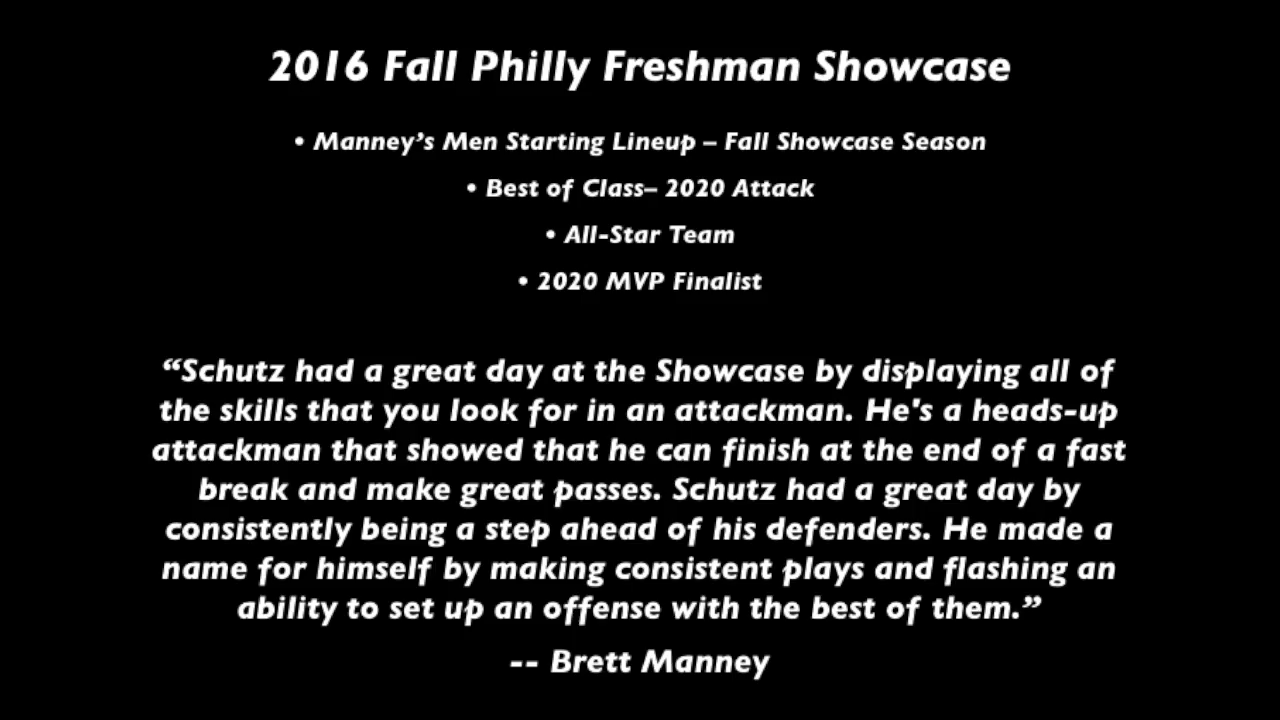 2016 Fall Philly Freshman Showcase
• Manney’s Men Starting Lineup – Fall Showcase Season
• Best of Class– 2020 Attack
• All-Star Team
• 2020 MVP Finalist
“Schutz had a great day at the Showcase by displaying all of
the skills that you look for in an attackman. He's a heads-up
attackman that showed that he can finish at the end of a fast
break and make great passes. Schutz had a great day by
consistently being a step ahead of his defenders. He made a
name for himself by making consistent plays and flashing an
ability to set up an offense with the best of them.”
-- Brett Manney